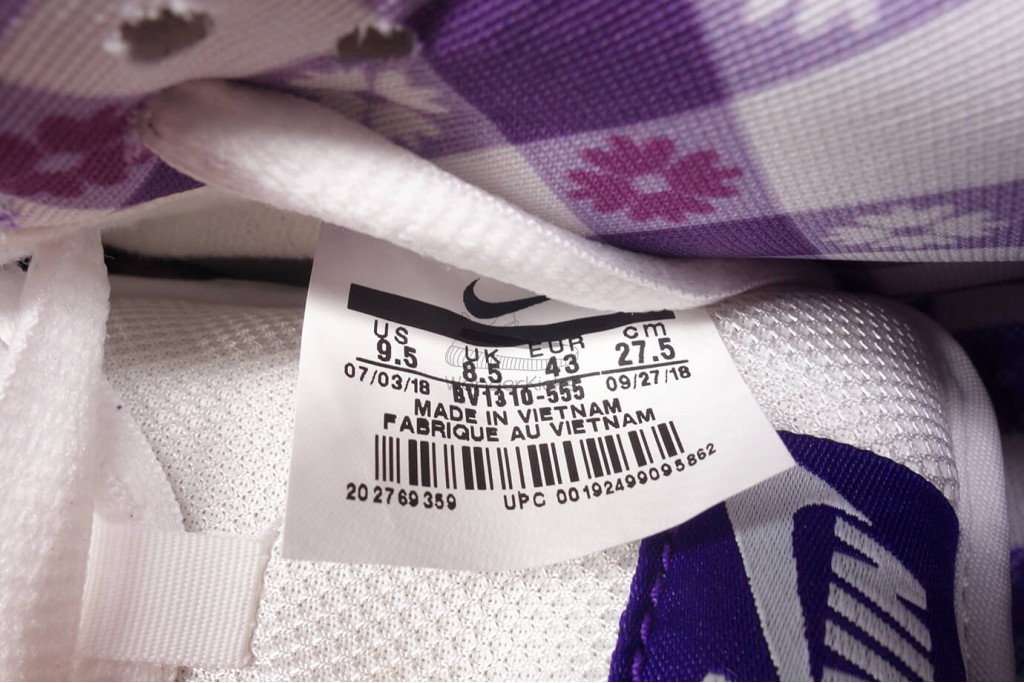 US UK EUR cm
9.5 8.5 43 27.5
07/03/18 09/27/18
BV1310-555
MADE IN VIETNAM
FABRIQUE AU VIETNAM
202769359 UPC 00192499095862